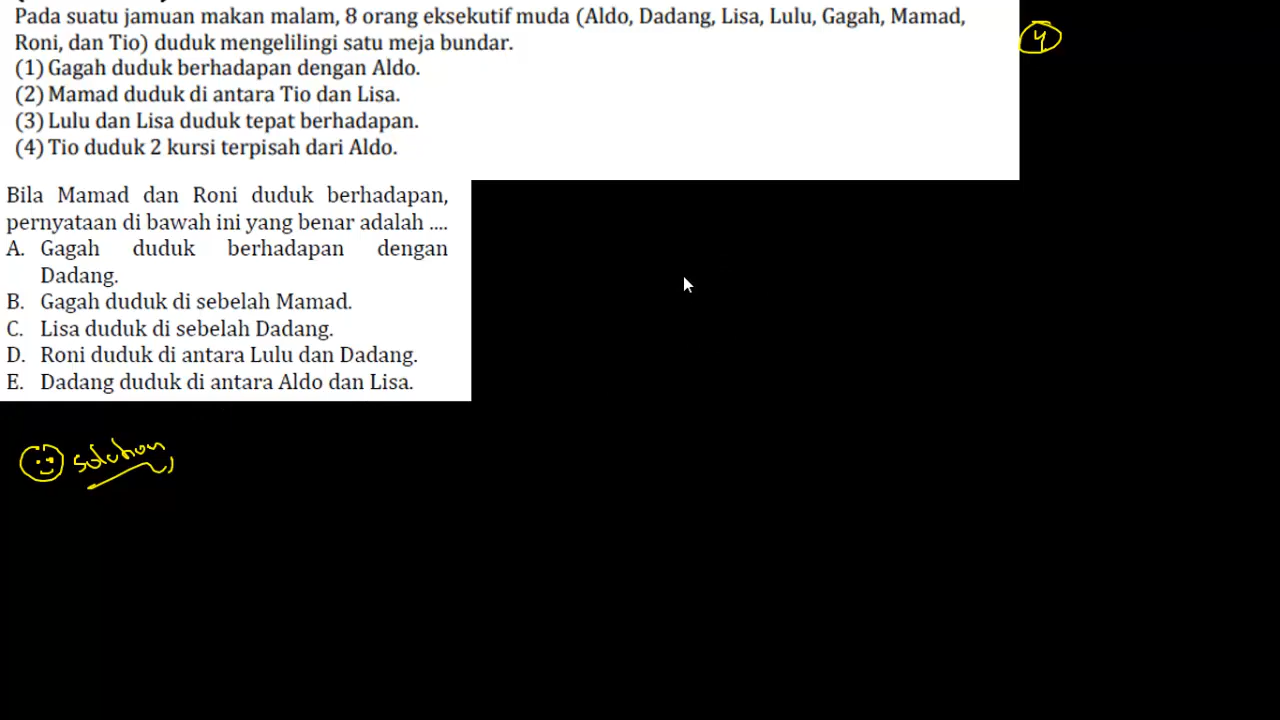 Pada suatu jamuan makan malam, 8 orang eksekutif muda (Aldo, Dadang, Lisa, Lulu, Gagah, Mamad,
Roni, dan Tio) duduk mengelilingi satu meja bundar.
(1) Gagah duduk berhadapan dengan Aldo.
(2) Mamad duduk di antara Tio dan Lisa.
(3) Lulu dan Lisa duduk tepat berhadapan.
(4) Tio duduk 2 kursi terpisah dari Aldo.
Bila Mamad dan Roni duduk berhadapan,
pernyataan di bawah ini yang benar adalah ....
A. Gagah duduk berhadapan dengan
Dadang.
B. Gagah duduk di sebelah Mamad.
C. Lisa duduk di sebelah Dadang.
D. Roni duduk di antara Lulu dan Dadang.
E. Dadang duduk di antara Aldo dan Lisa.
solution